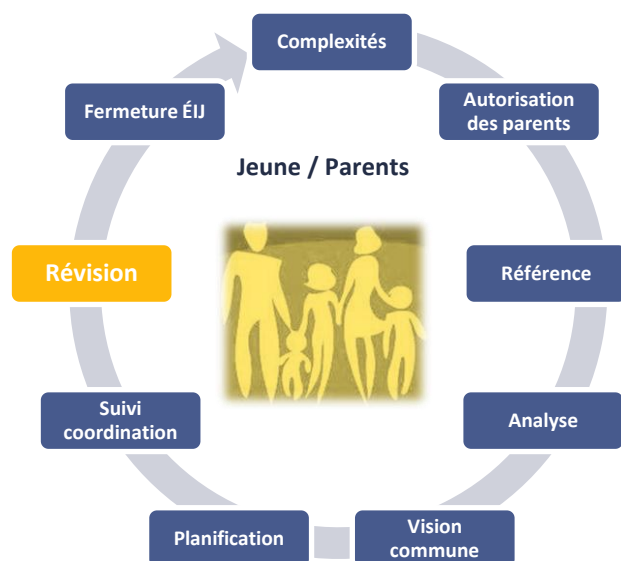 Complexités
Autorisation
des parents
Référence
Analyse
Vision
commune
Planification
Suivi
coordination
Révision
Fermeture ÉIJ
Jeune / Parents